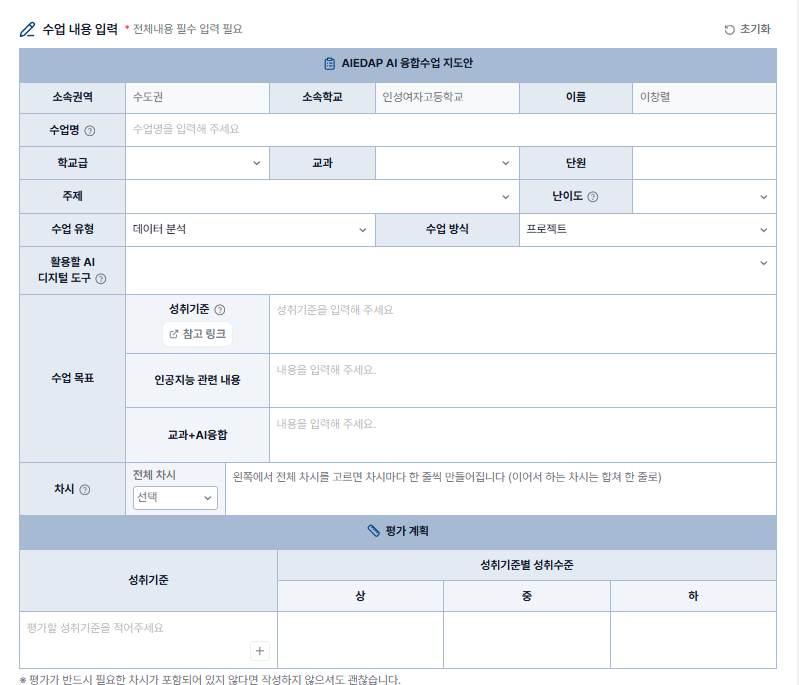 수업 내용 입력 * 전체내용 필수 입력 필요 초기화
AIEDAP AI 융합수업 지도안
소속권역 수도권 소속학교 인성여자고등학교 이름 이창렬
수업명 ? 수업명을 입력해 주세요
학교급 교과 단원
주제 난이도 ?
수업 유형 데이터 분석 수업 방식 프로젝트
활용할 AI
디지털 도구 ?
수업 목표
성취기준 ? 성취기준을 입력해 주세요
참고 링크
인공지능 관련 내용 내용을 입력해 주세요.
교과+AI융합 내용을 입력해 주세요.
차시 ? 전체 차시 왼쪽에서 전체 차시를 고르면 차시마다 한 줄씩 만들어집니다 (이어서 하는 차시는 합쳐 한 줄로)
선택
평가 계획
성취기준 성취기준별 성취수준
상 중 하
평가할 성취기준을 적어주세요
+
※ 평가가 반드시 필요한 차시가 포함되어 있지 않다면 작성하지 않으셔도 괜찮습니다.